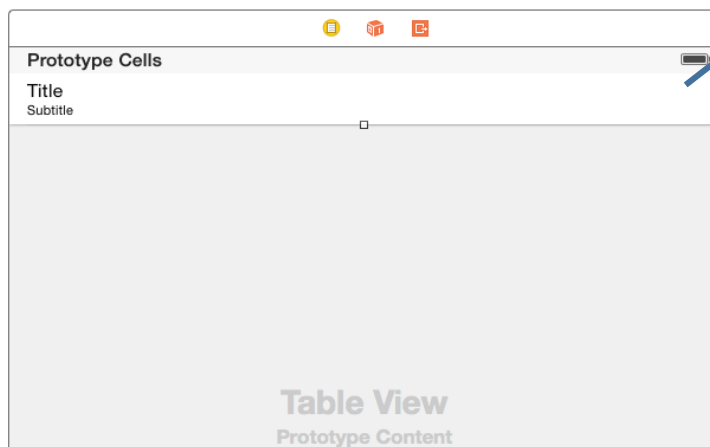 Prototype Cells
Title
Subtitle
Table View
Prototype Content